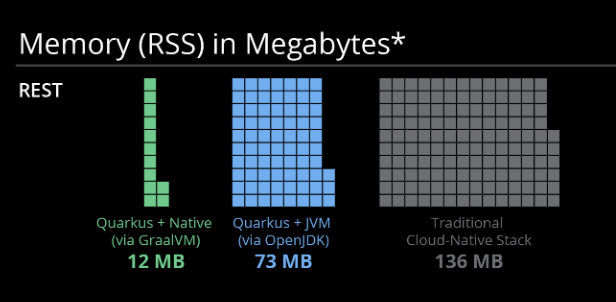 Memory (RSS) in Megabytes*
REST
Quarkus + Native
(via GraalVM)
12 MB
Quarkus + JVM
(via OpenJDK)
73 MB
Traditional
Cloud-Native Stack
136 MB